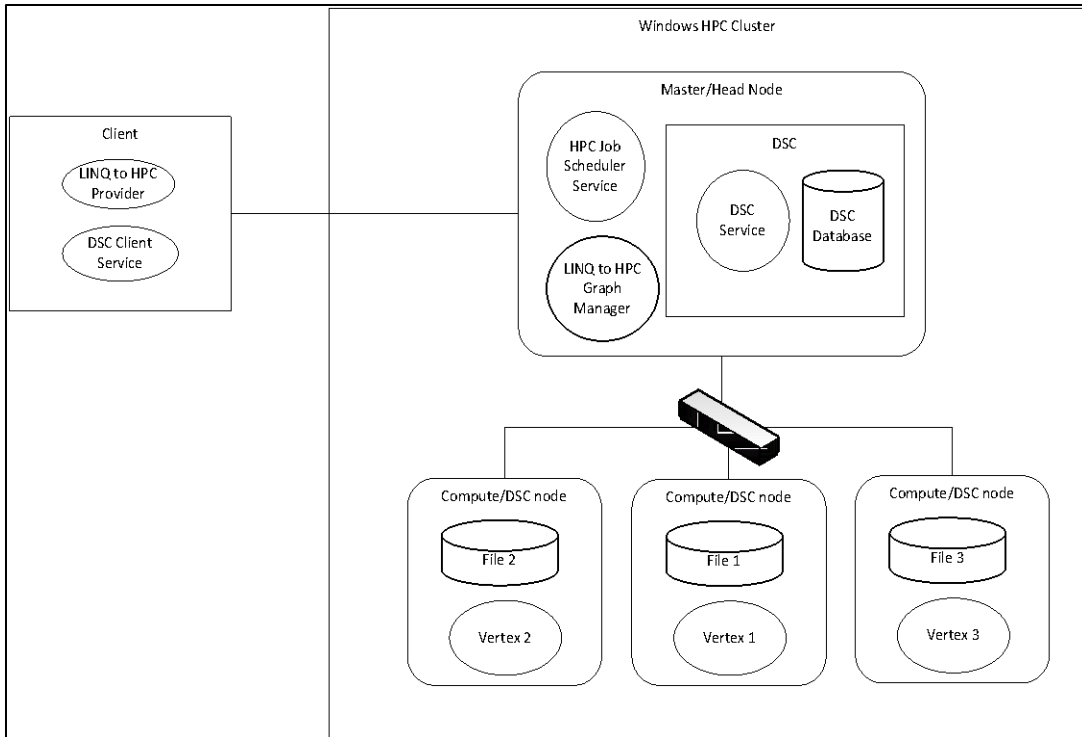 Windows HPC Cluster
Master/Head Node
Client
LINQ to HPC
Provider
DSC Client
Service
HPC Job
Scheduler
Service
DSC
DSC
Service
DSC
Database
LINQ to HPC
Graph
Manager
Compute/DSC node
File 2
Vertex 2
Compute/DSC node
File 1
Vertex 1
Compute/DSC node
File 3
Vertex 3